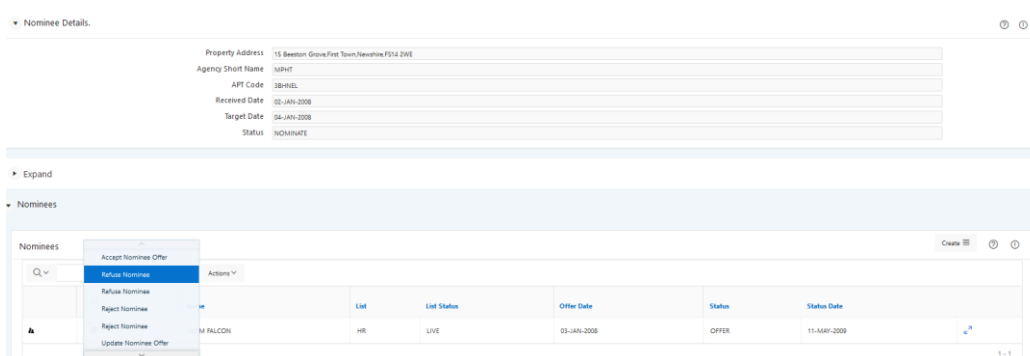 Nominee Details.
Property Address 15 Beeston Grove,First Town,Newshire,FS14 2WE
Agency Short Name MPHT
APT Code 3BHNEL
Received Date 02-JAN-2008
Target Date 04-JAN-2008
Status NOMINATE
Expand
Nominees
Nominees
Create
Accept Nominee Offer
Refuse Nominee
Actions
Refuse Nominee
Reject Nominee
List List Status Offer Date Status Status Date
Reject Nominee
FALCON HR LIVE 03-JAN-2008 OFFER 11-MAY-2009
Update Nominee Offer
1 - 1